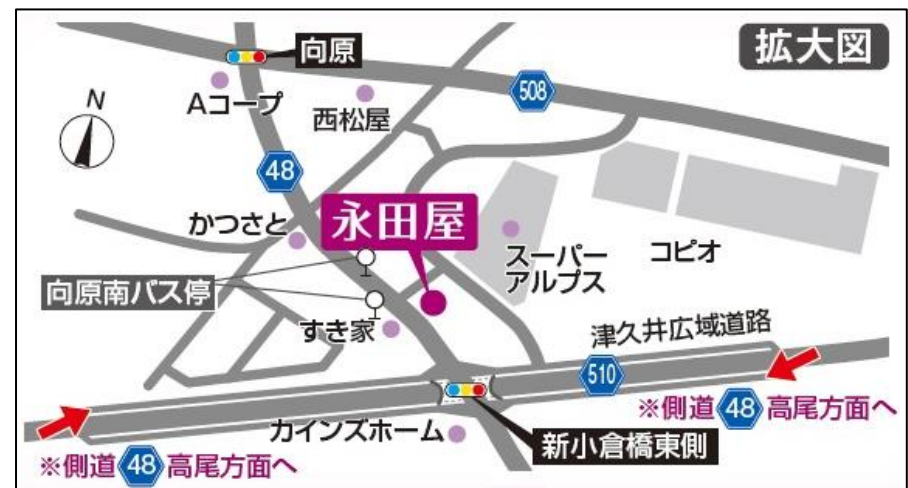 向原
拡大図
N
Aコープ
西松屋
508
48
かつさと
永田屋
スーパー
アルプス
コピオ
向原南バス停
すき家
津久井広域道路
510
※側道48高尾方面へ
カインズホーム
新小倉橋東側
※側道48高尾方面へ